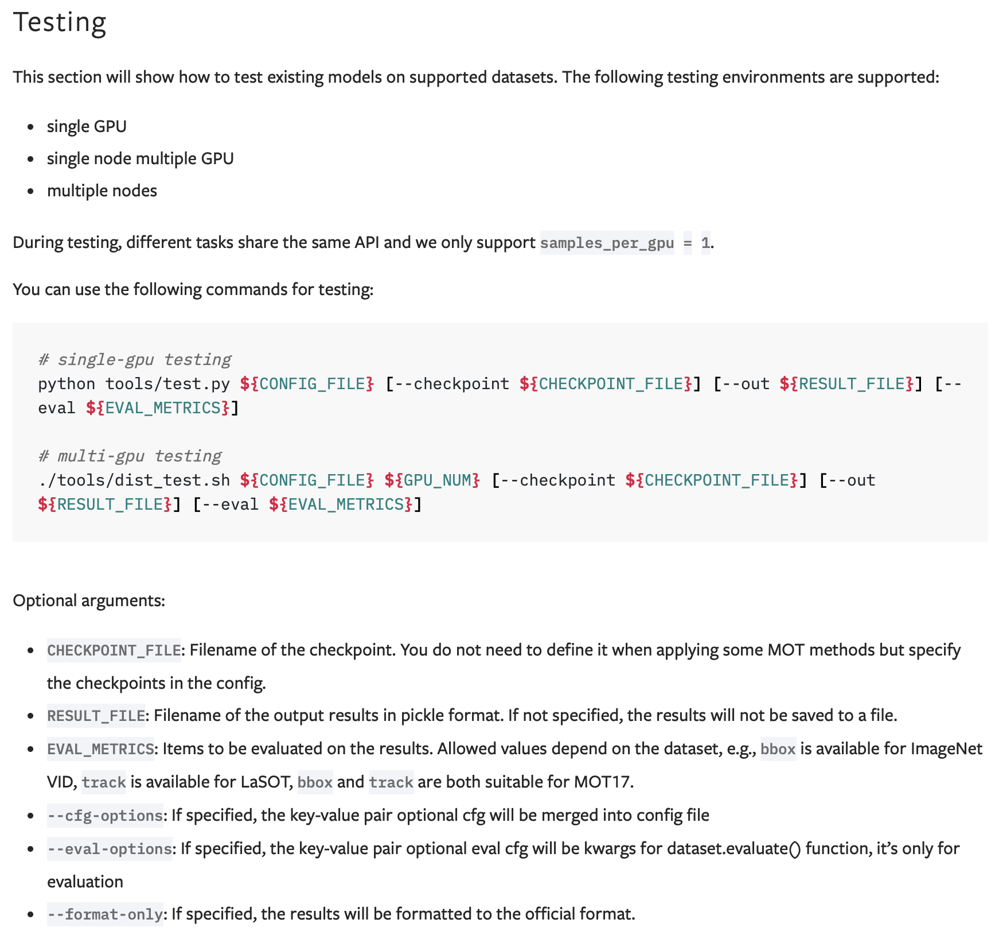 Testing
This section will show how to test existing models on supported datasets. The following testing environments are supported:
• single GPU
• single node multiple GPU
• multiple nodes
During testing, different tasks share the same API and we only support samples_per_gpu = 1.
You can use the following commands for testing:
# single-gpu testing
python tools/test.py ${CONFIG_FILE} [--checkpoint ${CHECKPOINT_FILE}] [--out ${RESULT_FILE}] [--
eval ${EVAL_METRICS}]
# multi-gpu testing
./tools/dist_test.sh ${CONFIG_FILE} ${GPU_NUM} [--checkpoint ${CHECKPOINT_FILE}] [--out
${RESULT_FILE}] [--eval ${EVAL_METRICS}]
Optional arguments:
• CHECKPOINT_FILE: Filename of the checkpoint. You do not need to define it when applying some MOT methods but specify
the checkpoints in the config.
• RESULT_FILE: Filename of the output results in pickle format. If not specified, the results will not be saved to a file.
• EVAL_METRICS: Items to be evaluated on the results. Allowed values depend on the dataset, e.g., bbox is available for ImageNet
VID, track is available for LaSOT, bbox and track are both suitable for MOT17.
• --cfg-options: If specified, the key-value pair optional cfg will be merged into config file
• --eval-options: If specified, the key-value pair optional eval cfg will be kwargs for dataset.evaluate() function, it’s only for
evaluation
• --format-only: If specified, the results will be formatted to the official format.